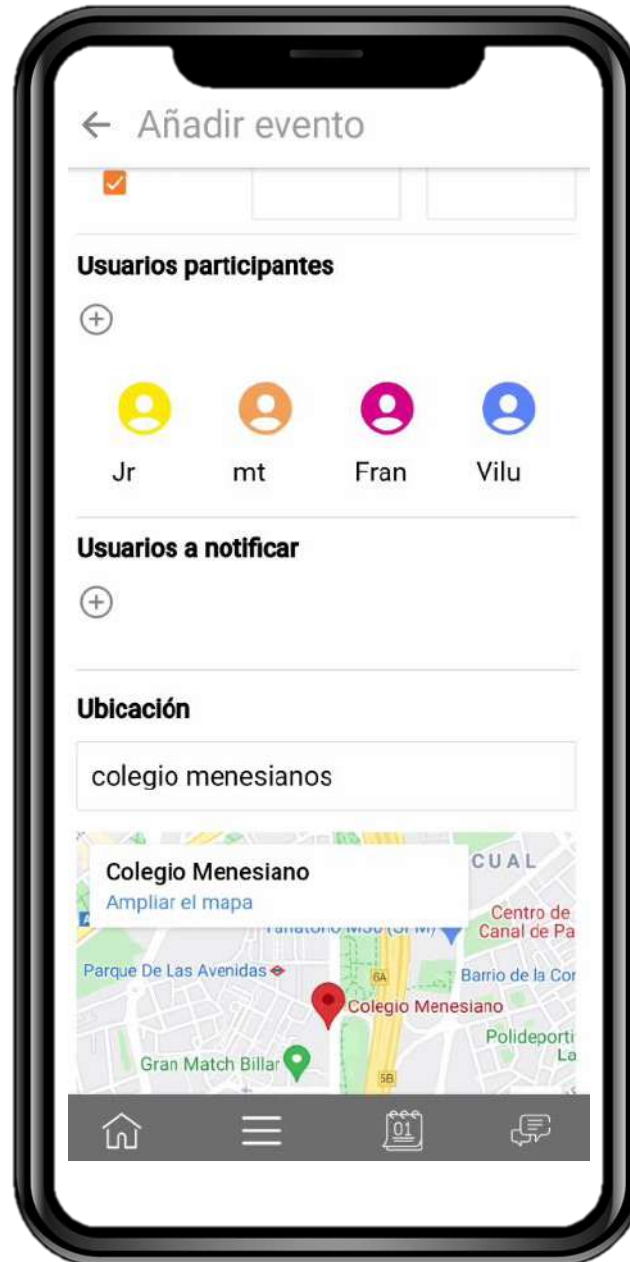 Añadir evento
Usuarios participantes
Jr mt Fran Vilu
Usuarios a notificar
Ubicación
colegio menesianos
Colegio Menesiano
Ampliar el mapa
CUAL
Centro de
Canal de Pa
Parque De Las Avenidas
6A
Barrio de la Cor
Colegio Menesiano
Polideporti
La
Gran Match Billar
5B
01